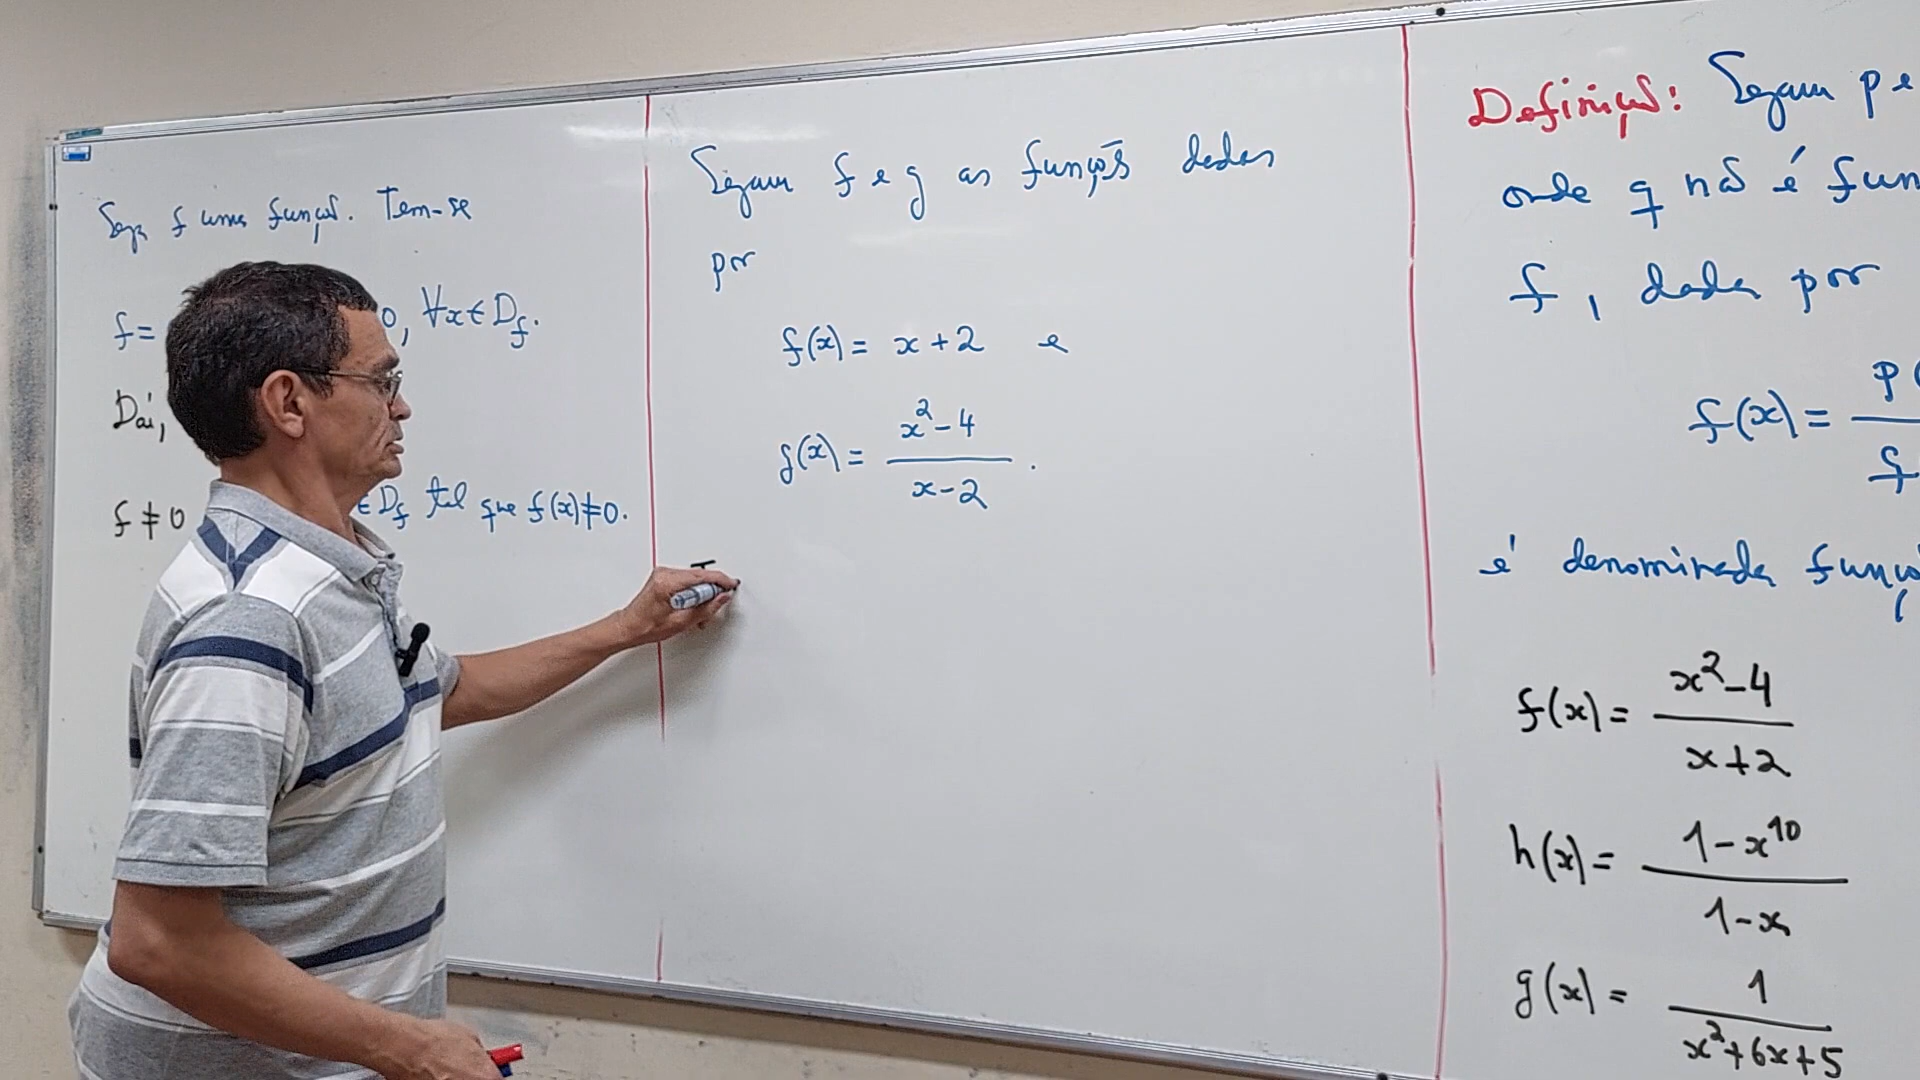 Seja f uma função. Tem-se
f = 0, ∀x∈D_f.
Daí,
f ≠ 0 ∈ D_f tal que f(x) ≠ 0.
Sejam f e g as funções dadas
por
f(x) = x + 2 e
g(x) = (x² - 4)/(x - 2).
T
Definição: Sejam p e
onde q não é fun
f, dada por
f(x) = p(
é denominada funçã
f(x) = (x² - 4)/(x + 2)
h(x) = (1 - x¹⁰)/(1 - x)
g(x) = 1/(x² + 6x + 5)